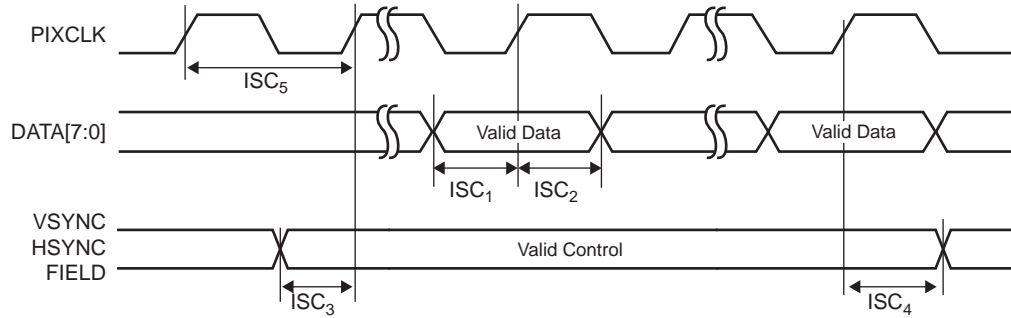 PIXCLK
ISC5
DATA[7:0]
Valid Data
Valid Data
ISC1
ISC2
VSYNC
HSYNC
FIELD
Valid Control
ISC3
ISC4